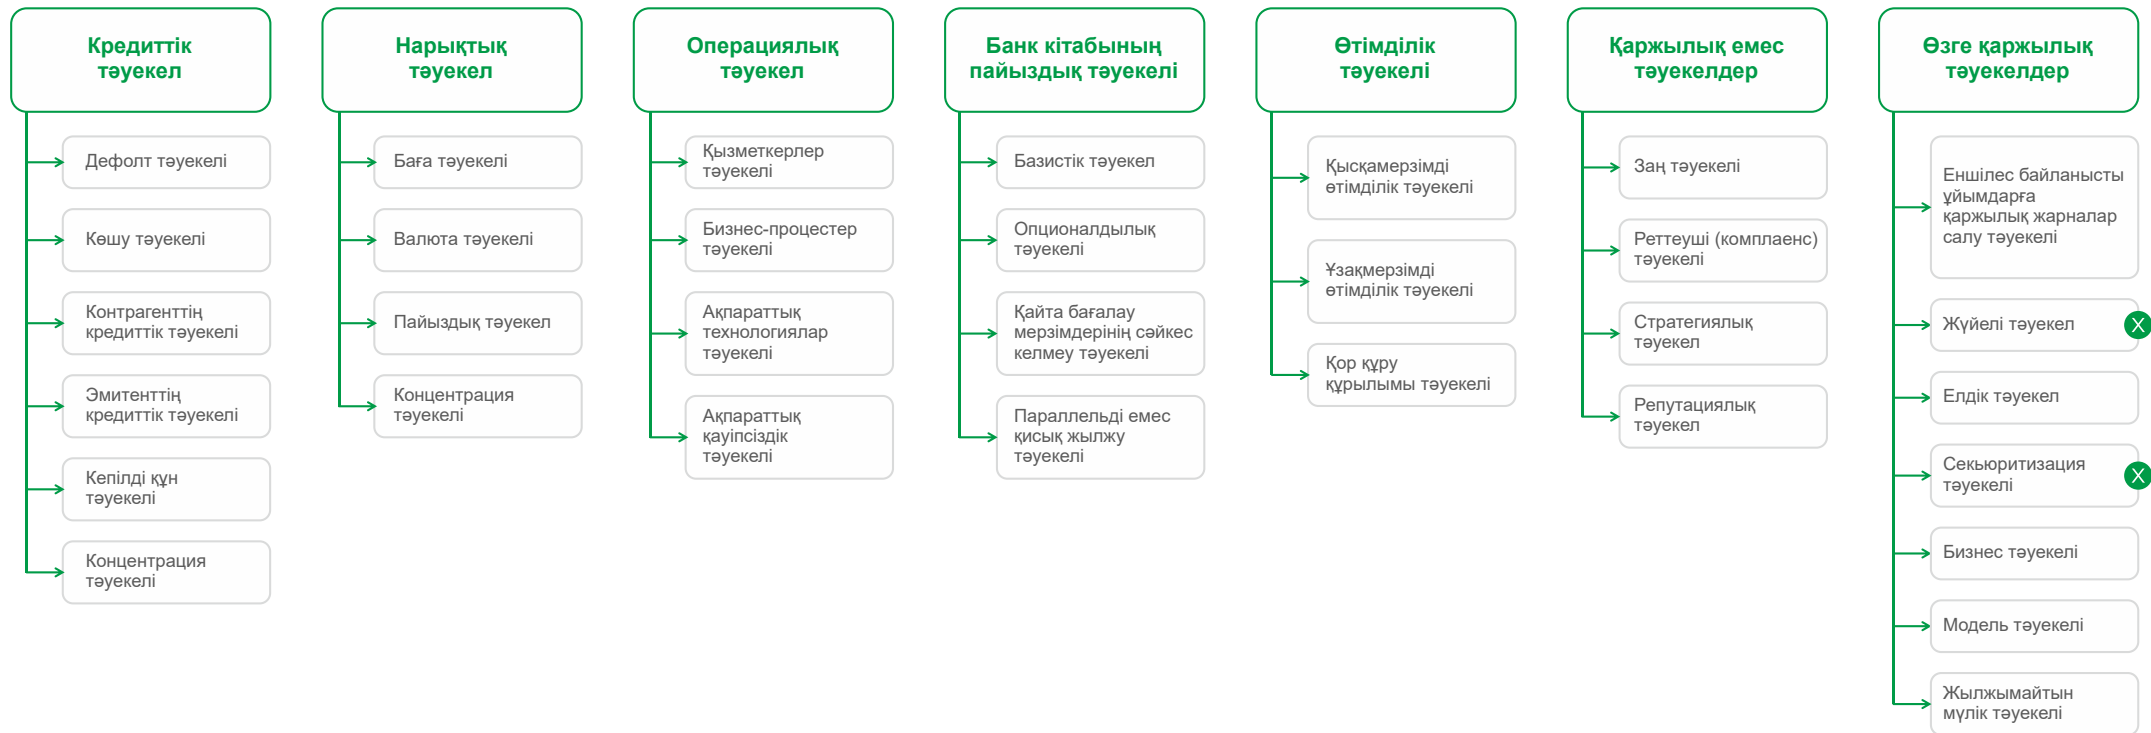 Кредиттік
тәуекел
Дефолт тәуекелі
Көшу тәуекелі
Контрагенттің
кредиттік тәуекелі
Эмитенттің
кредиттік тәуекелі
Кепілді құн
тәуекелі
Концентрация
тәуекелі
Нарықтық
тәуекел
Баға тәуекелі
Валюта тәуекелі
Пайыздық тәуекел
Концентрация
тәуекелі
Операциялық
тәуекел
Қызметкерлер
тәуекелі
Бизнес-процестер
тәуекелі
Ақпараттық
технологиялар
тәуекелі
Ақпараттық
қауіпсіздік
тәуекелі
Банк кітабының
пайыздық тәуекелі
Базистік тәуекел
Опционалдылық
тәуекелі
Қайта бағалау
мерзімдерінің сәйкес
келмеу тәуекелі
Параллельді емес
қисық жылжу
тәуекелі
Өтімділік
тәуекелі
Қысқамерзімді
өтімділік тәуекелі
Ұзақмерзімді
өтімділік тәуекелі
Қор құру
құрылымы тәуекелі
Қаржылық емес
тәуекелдер
Заң тәуекелі
Реттеуші (комплаенс)
тәуекелі
Стратегиялық
тәуекел
Репутациялық
тәуекел
Өзге қаржылық
тәуекелдер
Еншілес байланысты
ұйымдарға
қаржылық жарналар
салу тәуекелі
Жүйелі тәуекел
X
Елдік тәуекел
Секьюритизация
тәуекелі
X
Бизнес тәуекелі
Модель тәуекелі
Жылжымайтын
мүлік тәуекелі